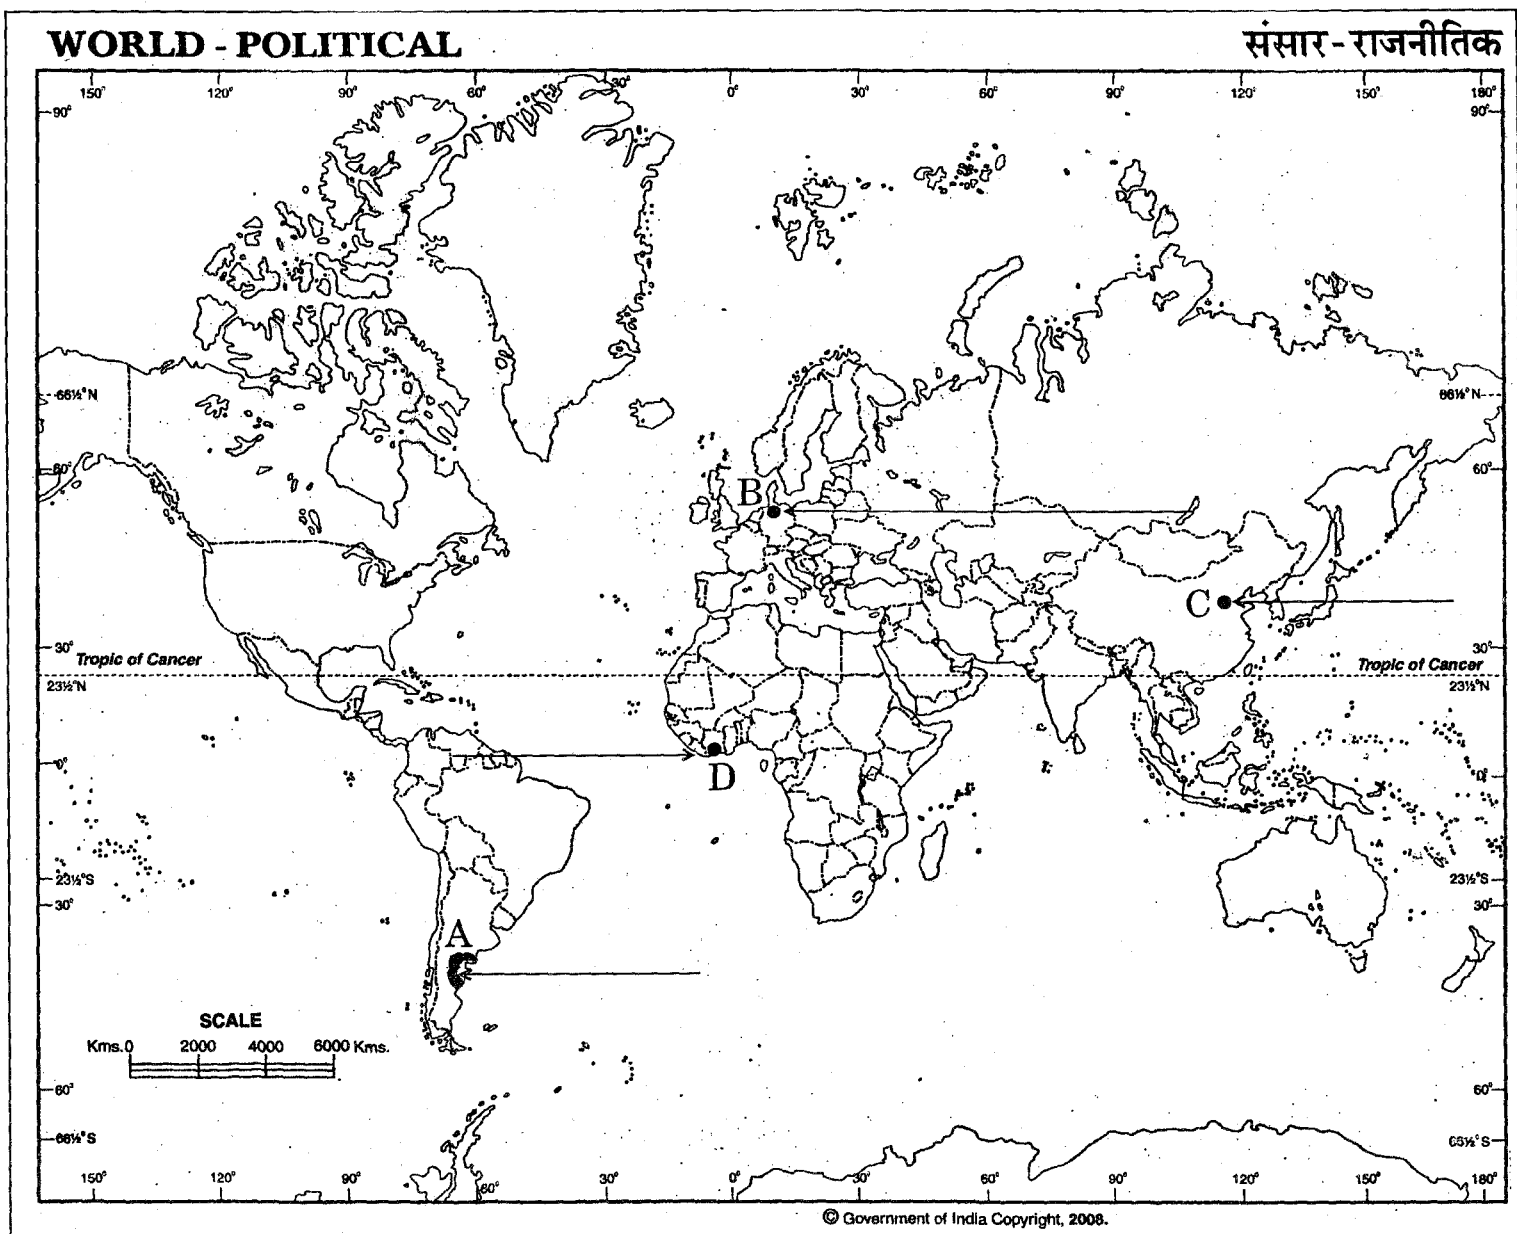 WORLD - POLITICAL
संसार - राजनीतिक
150° 120° 90° 60° 30° 0° 30° 60° 90° 120° 150° 180°
90° 90°
66½°N 66½°N
60° 60°
B
C
30° 30°
Tropic of Cancer Tropic of Cancer
23½°N 23½°N
D
0° 0°
23½°S 23½°S
30° 30°
A
SCALE
Kms.0 2000 4000 6000 Kms.
60° 60°
66½°S 66½°S
150° 120° 90° 60° 30° 0° 30° 60° 90° 120° 150° 180°
© Government of India Copyright, 2008.